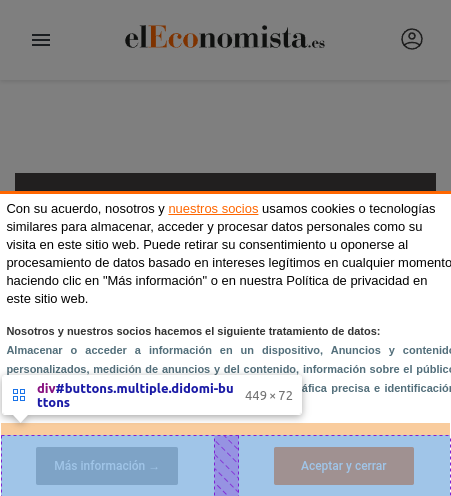 elEconomista.es
Con su acuerdo, nosotros y nuestros socios usamos cookies o tecnologías
similares para almacenar, acceder y procesar datos personales como su
visita en este sitio web. Puede retirar su consentimiento u oponerse al
procesamiento de datos basado en intereses legítimos en cualquier momento
haciendo clic en "Más información" o en nuestra Política de privacidad en
este sitio web.
Nosotros y nuestros socios hacemos el siguiente tratamiento de datos:
Almacenar o acceder a información en un dispositivo, Anuncios y contenido
personalizados, medición de anuncios y del contenido, información sobre el público
precisa e identificación
div#buttons.multiple.didomi-bu
ttons
449 × 72
Más información →
Aceptar y cerrar